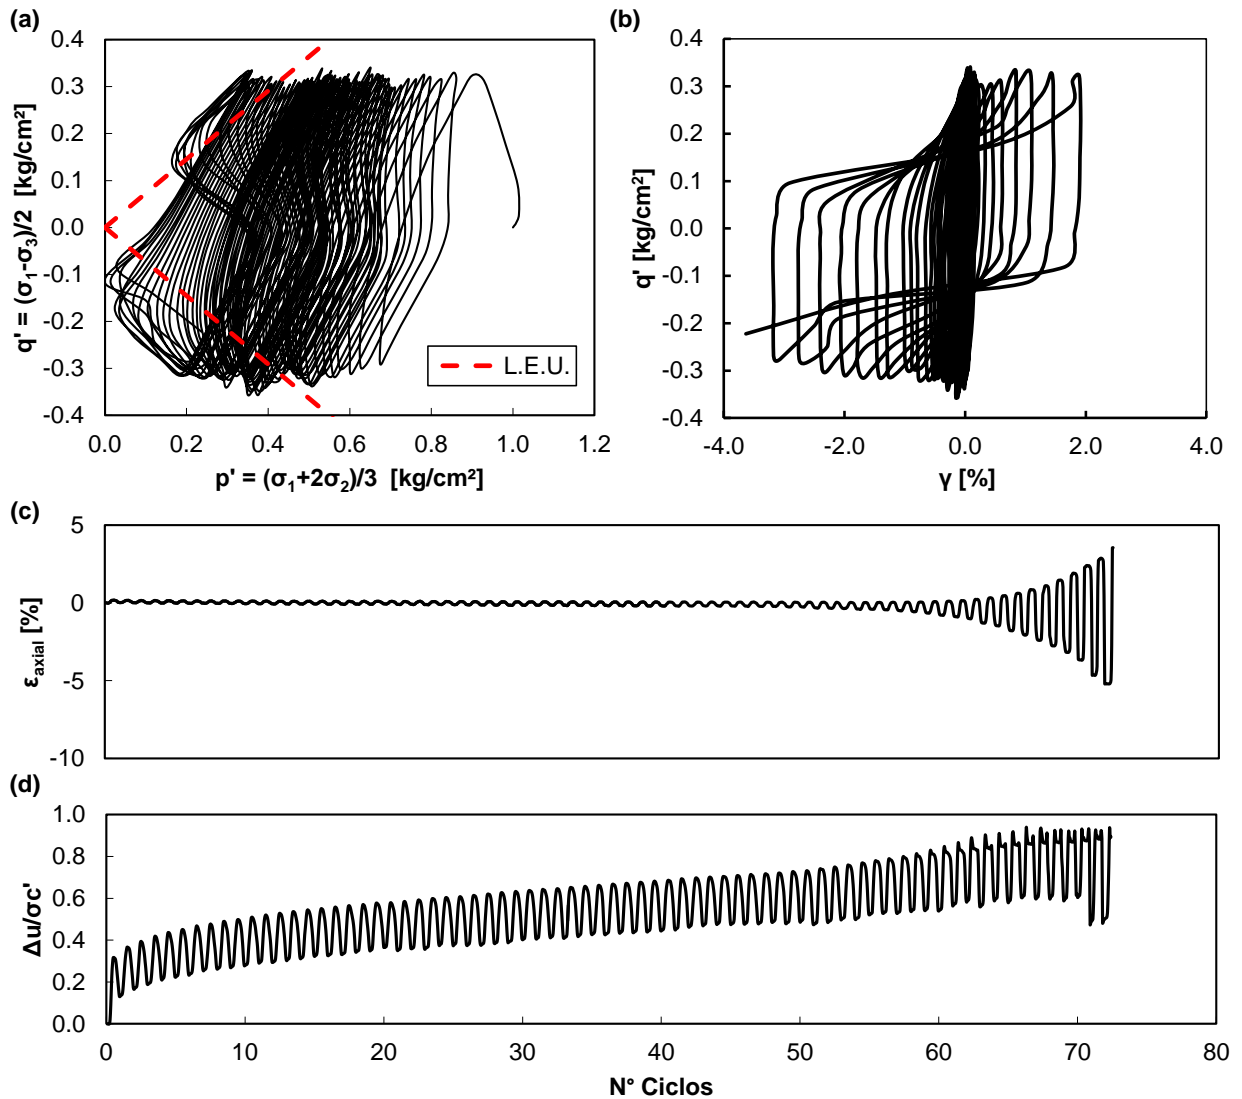 (a)
0.4
0.3
0.2
0.1
0.0
-0.1
-0.2
-0.3
-0.4
q' = (σ1-σ3)/2 [kg/cm²]
0.0 0.2 0.4 0.6 0.8 1.0 1.2
p' = (σ1+2σ2)/3 [kg/cm²]
L.E.U.
(b)
0.4
0.3
0.2
0.1
0.0
-0.1
-0.2
-0.3
-0.4
q' [kg/cm²]
-4.0 -2.0 0.0 2.0 4.0
γ [%]
(c)
5
0
-5
-10
εaxial [%]
(d)
1.0
0.8
0.6
0.4
0.2
0.0
Δu/σc'
0 10 20 30 40 50 60 70 80
N° Ciclos